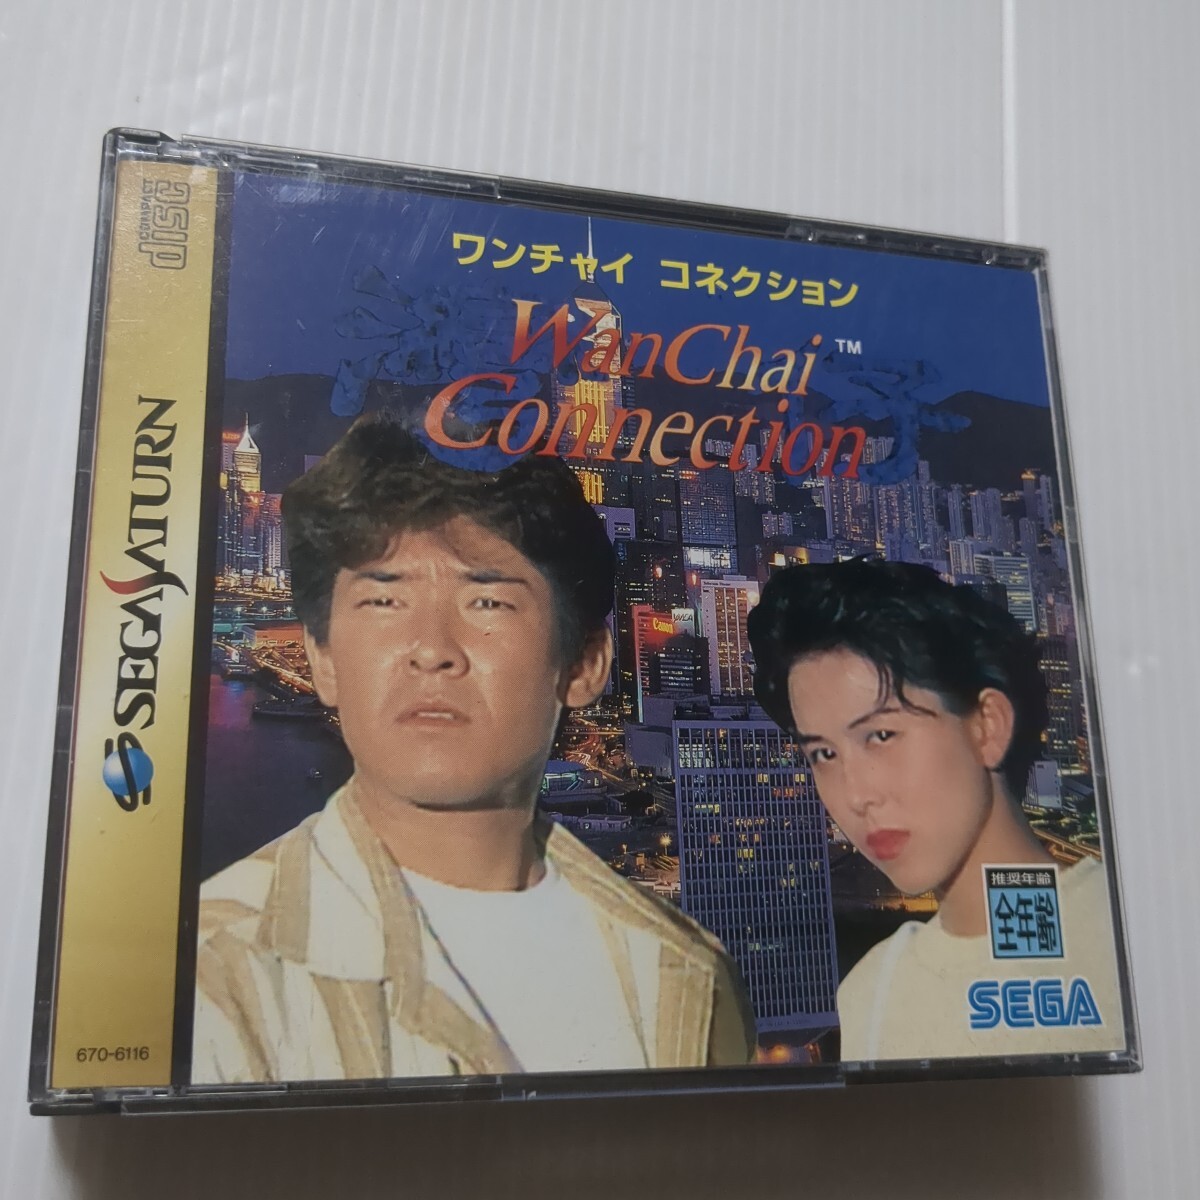 COMPACT
DISC
SEGA SATURN
670-6116
ワンチャイ コネクション
WanChai™
Connection
Canon
推奨年齢
全年齢
SEGA